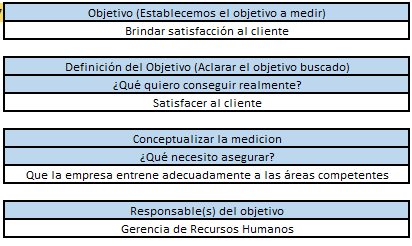 Objetivo (Establecemos el objetivo a medir)
Brindar satisfacción al cliente
Definición del Objetivo (Aclarar el objetivo buscado)
¿Qué quiero conseguir realmente?
Satisfacer al cliente
Conceptualizar la medicion
¿Qué necesito asegurar?
Que la empresa entrene adecuadamente a las áreas competentes
Responsable(s) del objetivo
Gerencia de Recursos Humanos